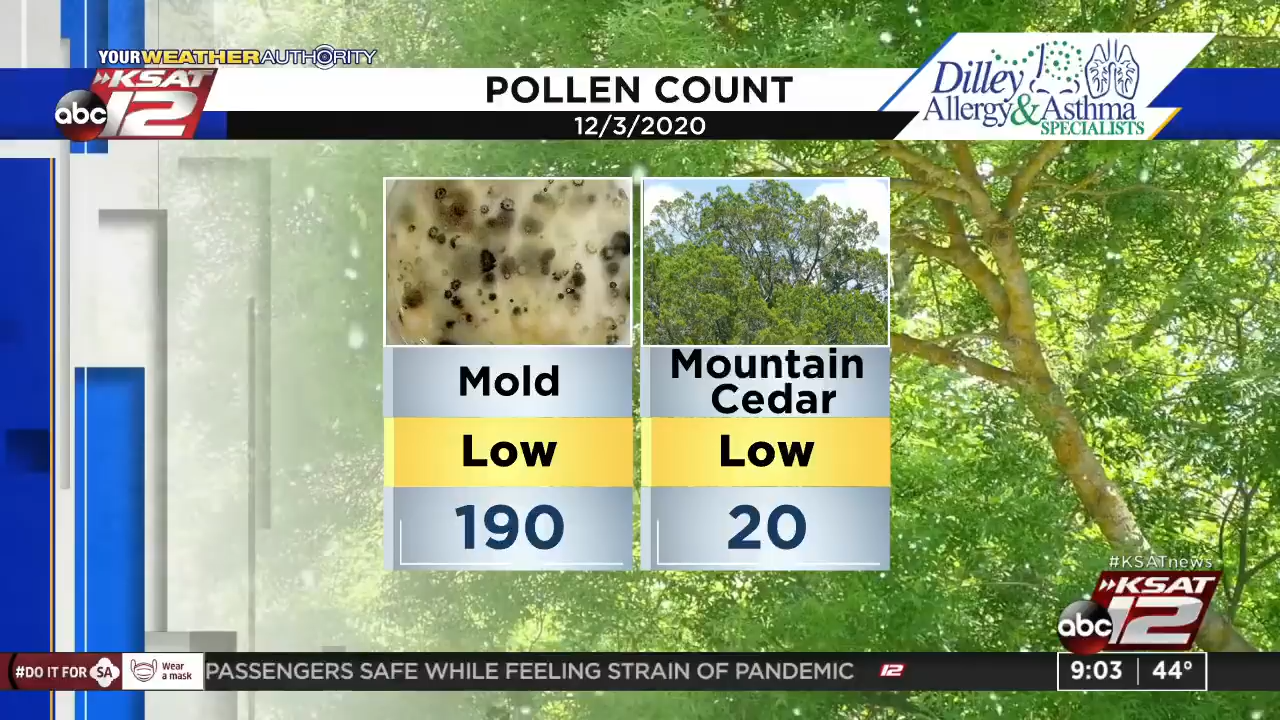 YOURWEATHERAUTHORITY
KSAT
abc 12
POLLEN COUNT
12/3/2020
Dilley
Allergy&Asthma
SPECIALISTS
Mold
Mountain
Cedar
Low
Low
190
20
#KSATnews
KSAT
abc 12
#DO IT FOR SA
Wear
a mask
PASSENGERS SAFE WHILE FEELING STRAIN OF PANDEMIC 12
9:03 44°